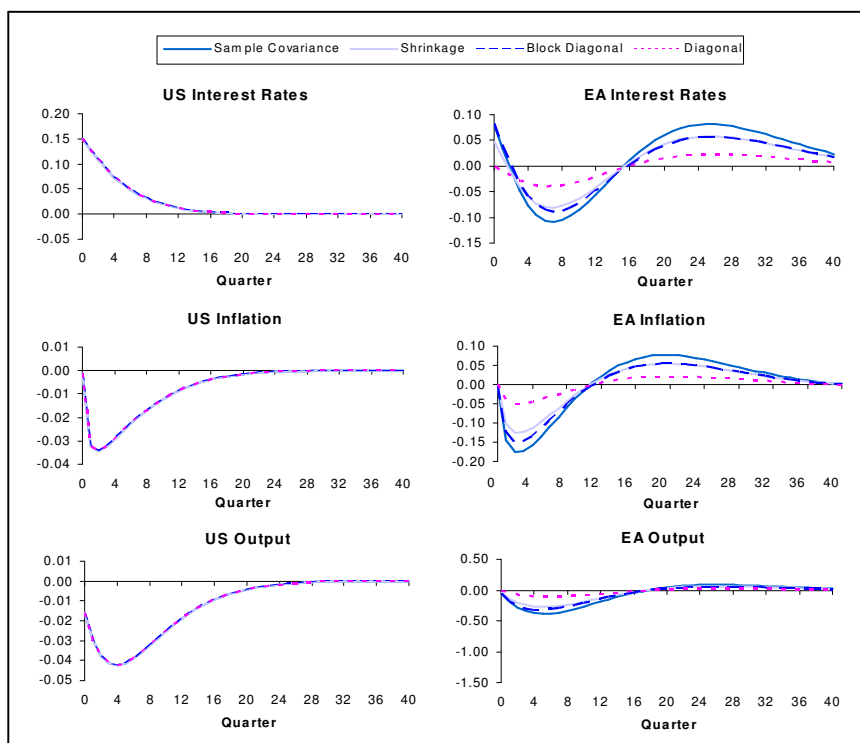 Sample Covariance Shrinkage Block Diagonal Diagonal
US Interest Rates
0.20
0.15
0.10
0.05
0.00
-0.05
0 4 8 12 16 20 24 28 32 36 40
Quarter
EA Interest Rates
0.10
0.05
0.00
-0.05
-0.10
-0.15
0 4 8 12 16 20 24 28 32 36 40
Quarter
US Inflation
0.01
0.00
-0.01
-0.02
-0.03
-0.04
0 4 8 12 16 20 24 28 32 36 40
Quarter
EA Inflation
0.10
0.05
0.00
-0.05
-0.10
-0.15
-0.20
0 4 8 12 16 20 24 28 32 36 40
Quarter
US Output
0.01
0.00
-0.01
-0.02
-0.03
-0.04
-0.05
0 4 8 12 16 20 24 28 32 36 40
Quarter
EA Output
0.50
0.00
-0.50
-1.00
-1.50
0 4 8 12 16 20 24 28 32 36 40
Quarter